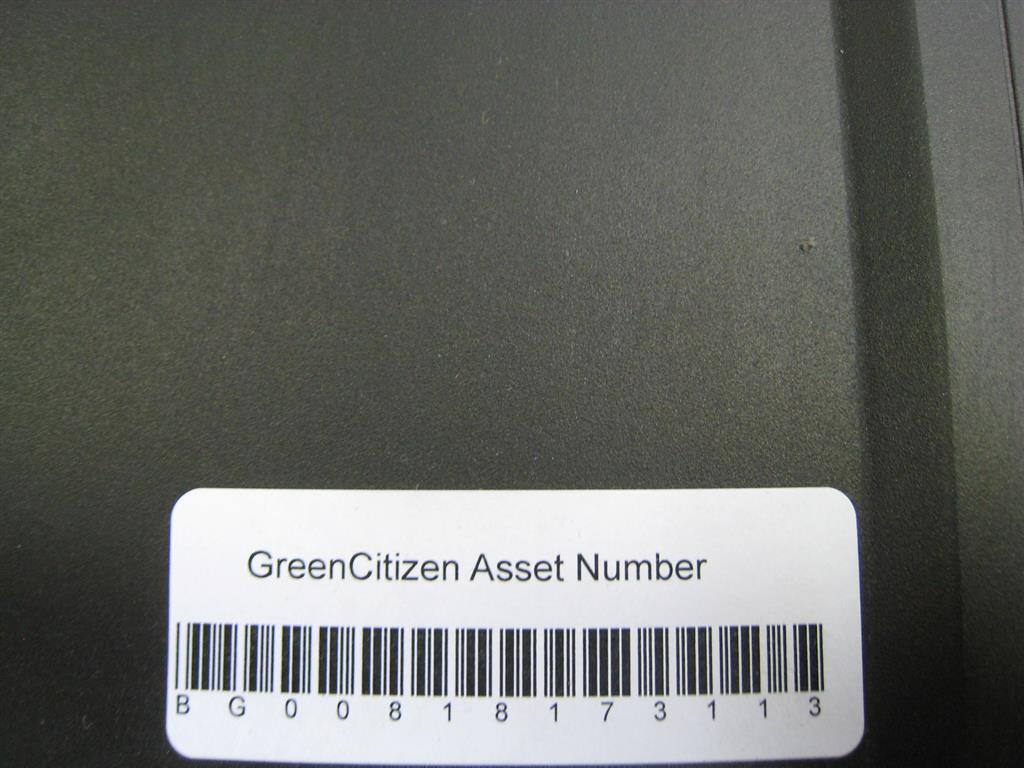 GreenCitizen Asset Number
B G 0 0 8 1 8 1 7 3 1 1 3